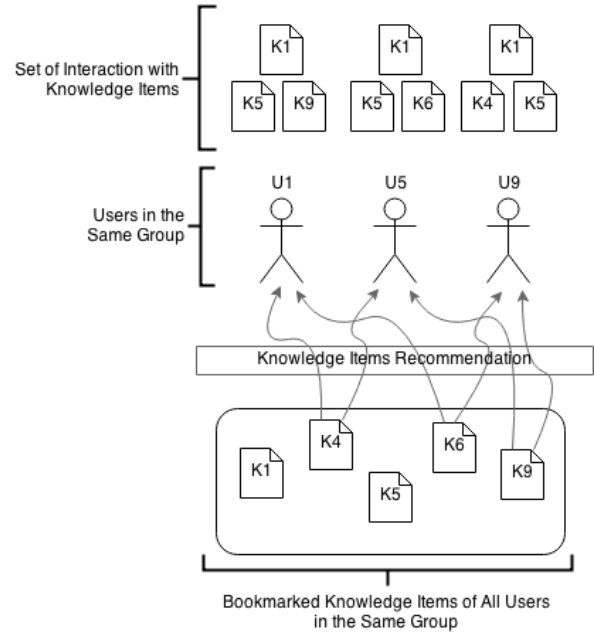 K1 K1 K1
Set of Interaction with
Knowledge Items
K5 K9 K5 K6 K4 K5
U1 U5 U9
Users in the
Same Group
Knowledge Items Recommendation
K4 K6
K1 K9
K5
Bookmarked Knowledge Items of All Users
in the Same Group